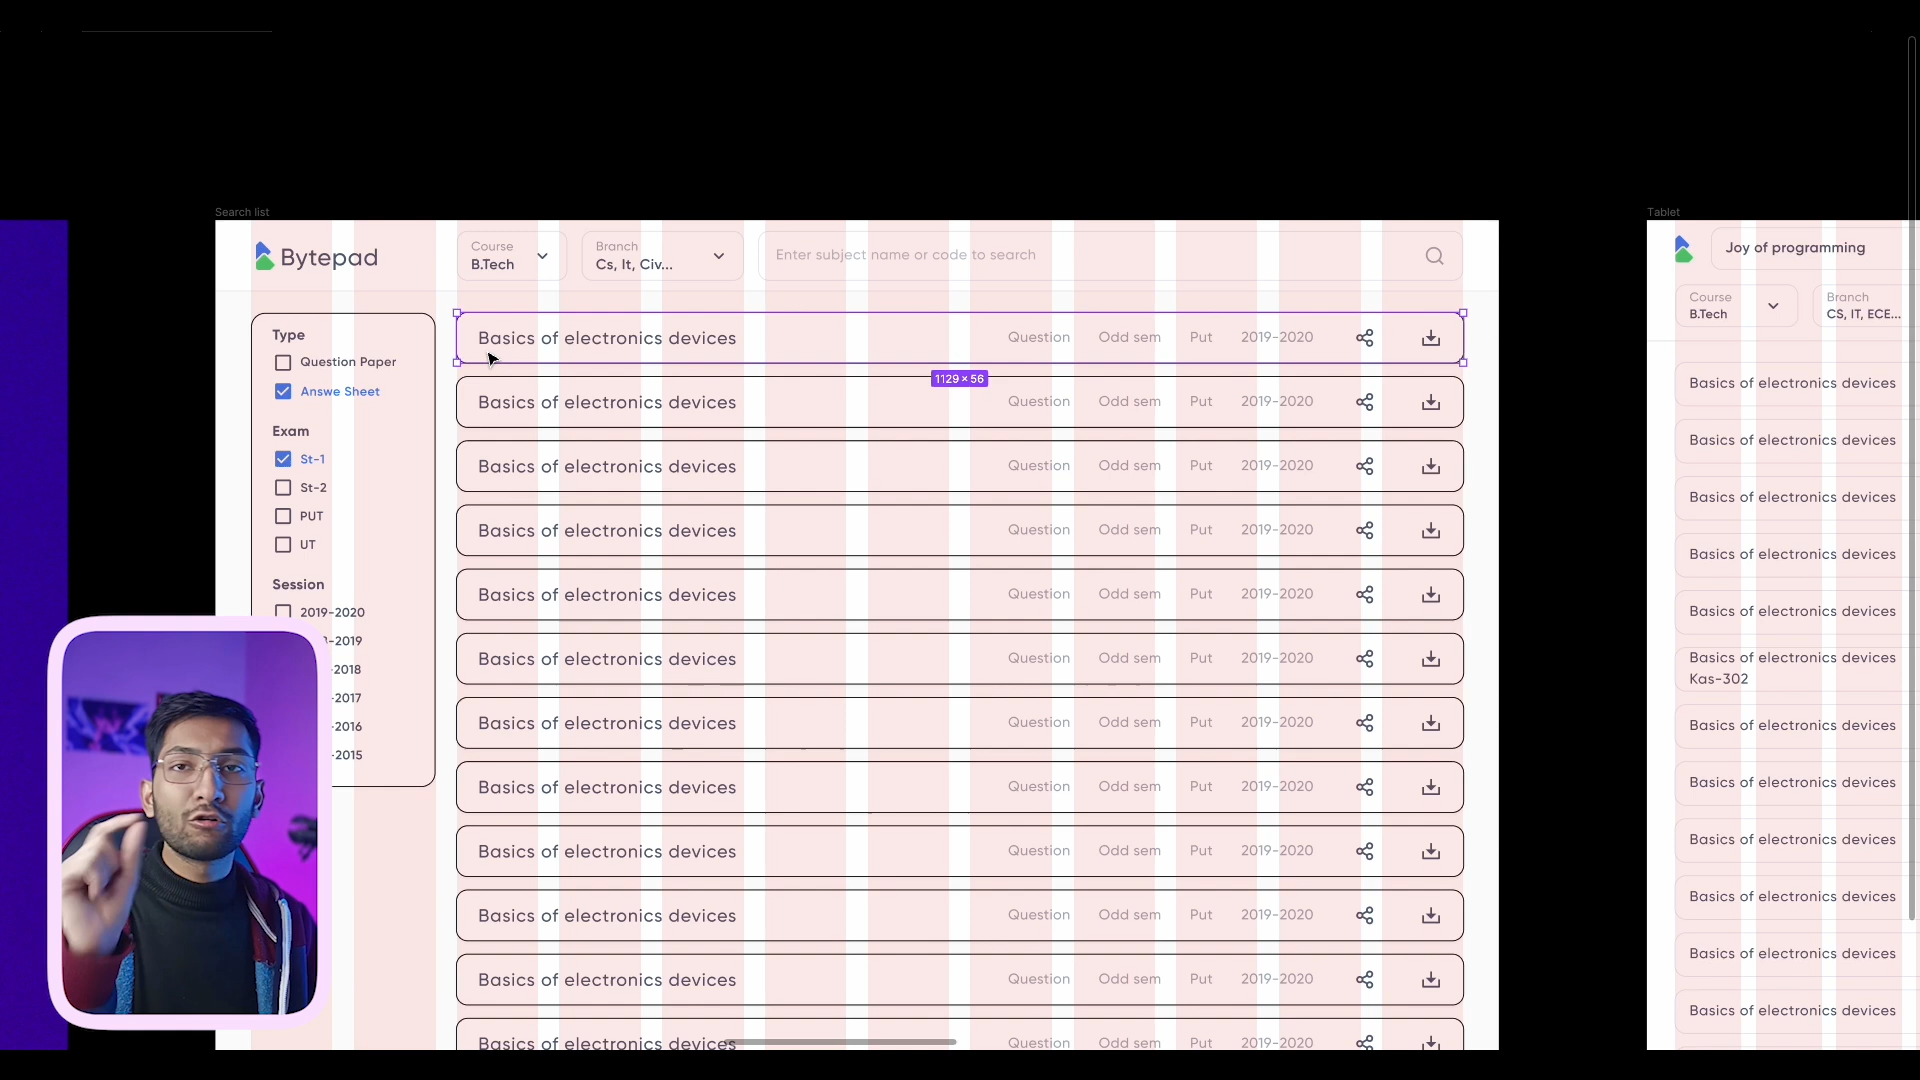 Search list
Tablet
Bytepad
Course
B.Tech
Branch
Cs, It, Civ...
Enter subject name or code to search
Type
Question Paper
Answe Sheet
Exam
St-1
St-2
PUT
UT
Session
2019-2020
-2019
-2018
-2017
-2016
-2015
Basics of electronics devices Question Odd sem Put 2019-2020
1129 × 56
Basics of electronics devices Question Odd sem Put 2019-2020
Basics of electronics devices Question Odd sem Put 2019-2020
Basics of electronics devices Question Odd sem Put 2019-2020
Basics of electronics devices Question Odd sem Put 2019-2020
Basics of electronics devices Question Odd sem Put 2019-2020
Basics of electronics devices Question Odd sem Put 2019-2020
Basics of electronics devices Question Odd sem Put 2019-2020
Basics of electronics devices Question Odd sem Put 2019-2020
Basics of electronics devices Question Odd sem Put 2019-2020
Basics of electronics devices Question Odd sem Put 2019-2020
Basics of electronics devices Question Odd sem Put 2019-2020
Joy of programming
Course
B.Tech
Branch
CS, IT, ECE...
Basics of electronics devices
Basics of electronics devices
Basics of electronics devices
Basics of electronics devices
Basics of electronics devices
Basics of electronics devices
Kas-302
Basics of electronics devices
Basics of electronics devices
Basics of electronics devices
Basics of electronics devices
Basics of electronics devices
Basics of electronics devices